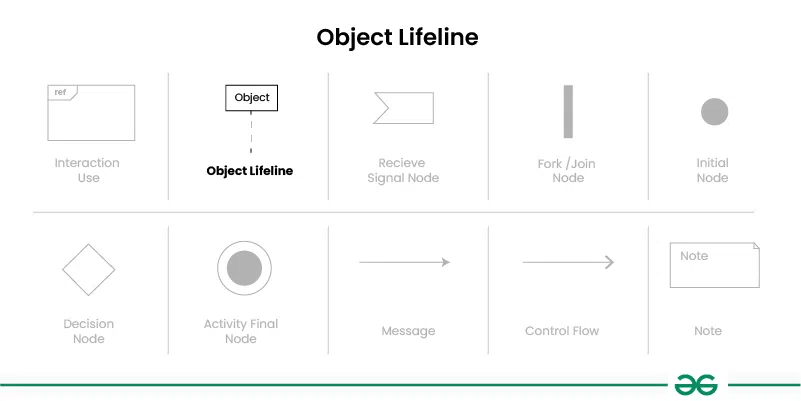 Object Lifeline
ref
Interaction
Use
Object
Object Lifeline
Recieve
Signal Node
Fork /Join
Node
Initial
Node
Decision
Node
Activity Final
Node
Message
Control Flow
Note
Note